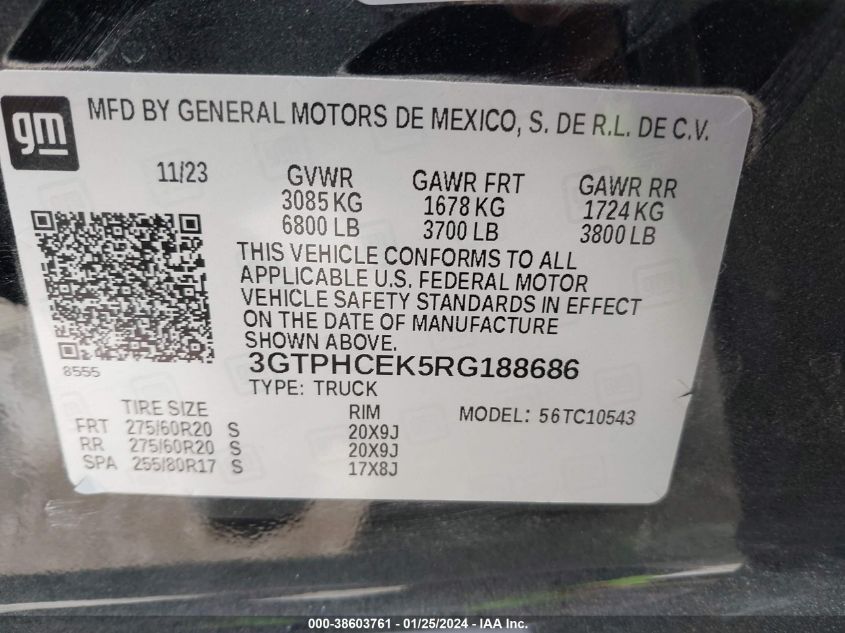 gm
MFD BY GENERAL MOTORS DE MEXICO, S. DE R.L. DE C.V.
11/23
GVWR GAWR FRT GAWR RR
3085 KG 1678 KG 1724 KG
6800 LB 3700 LB 3800 LB
THIS VEHICLE CONFORMS TO ALL
APPLICABLE U.S. FEDERAL MOTOR
VEHICLE SAFETY STANDARDS IN EFFECT
ON THE DATE OF MANUFACTURE
SHOWN ABOVE.
8555
3GTPHCEK5RG188686
TYPE: TRUCK
TIRE SIZE RIM MODEL: 56TC10543
FRT 275/60R20 S 20X9J
RR 275/60R20 S 20X9J
SPA 255/80R17 S 17X8J
000-38603761 - 01/25/2024 - IAA Inc.